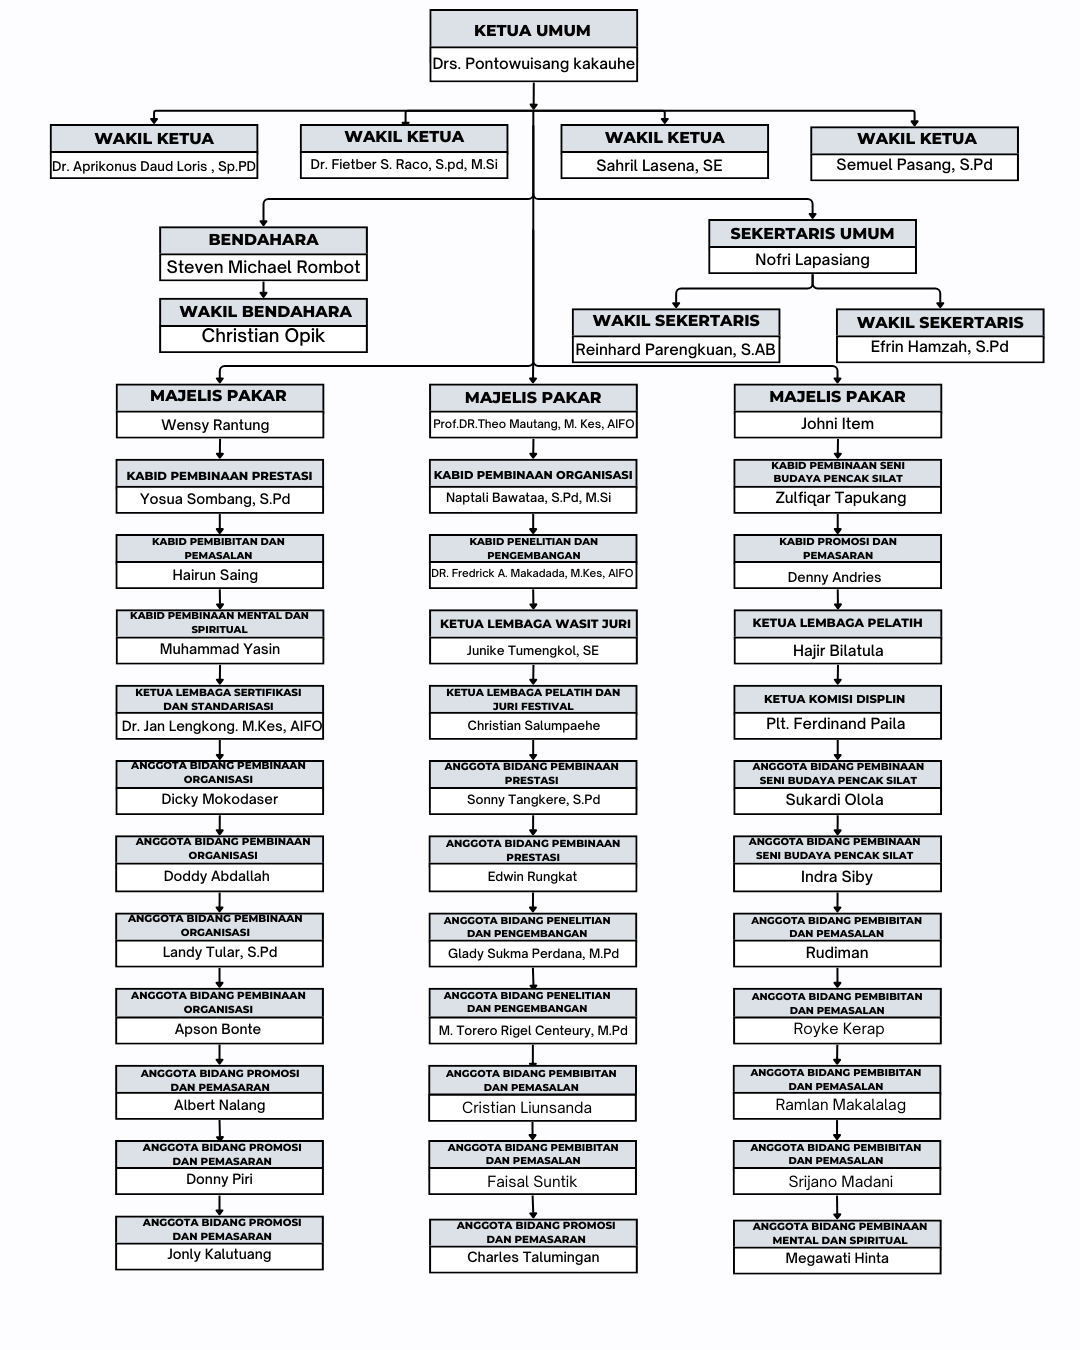 KETUA UMUM
Drs. Pontowuisang kakauhe
WAKIL KETUA
Dr. Aprikonus Daud Loris , Sp.PD
WAKIL KETUA
Dr. Fietber S. Raco, S.pd, M.Si
WAKIL KETUA
Sahril Lasena, SE
WAKIL KETUA
Semuel Pasang, S.Pd
BENDAHARA
Steven Michael Rombot
WAKIL BENDAHARA
Christian Opik
SEKERTARIS UMUM
Nofri Lapasiang
WAKIL SEKERTARIS
Reinhard Parengkuan, S.AB
WAKIL SEKERTARIS
Efrin Hamzah, S.Pd
MAJELIS PAKAR
Wensy Rantung
MAJELIS PAKAR
Prof.DR.Theo Mautang, M. Kes, AIFO
MAJELIS PAKAR
Johni Item
KABID PEMBINAAN PRESTASI
Yosua Sombang, S.Pd
KABID PEMBINAAN ORGANISASI
Naptali Bawataa, S.Pd, M.Si
KABID PEMBINAAN SENI
BUDAYA PENCAK SILAT
Zulfiqar Tapukang
KABID PEMBIBITAN DAN
PEMASALAN
Hairun Saing
KABID PENELITIAN DAN
PENGEMBANGAN
DR. Fredrick A. Makadada, M.Kes, AIFO
KABID PROMOSI DAN
PEMASARAN
Denny Andries
KABID PEMBINAAN MENTAL DAN
SPIRITUAL
Muhammad Yasin
KETUA LEMBAGA WASIT JURI
Junike Tumengkol, SE
KETUA LEMBAGA PELATIH
Hajir Bilatula
KETUA LEMBAGA SERTIFIKASI
DAN STANDARISASI
Dr. Jan Lengkong. M.Kes, AIFO
KETUA LEMBAGA PELATIH DAN
JURI FESTIVAL
Christian Salumpaehe
KETUA KOMISI DISPLIN
Plt. Ferdinand Paila
ANGGOTA BIDANG PEMBINAAN
ORGANISASI
Dicky Mokodaser
ANGGOTA BIDANG PEMBINAAN
PRESTASI
Sonny Tangkere, S.Pd
ANGGOTA BIDANG PEMBINAAN
SENI BUDAYA PENCAK SILAT
Sukardi Olola
ANGGOTA BIDANG PEMBINAAN
ORGANISASI
Doddy Abdallah
ANGGOTA BIDANG PEMBINAAN
PRESTASI
Edwin Rungkat
ANGGOTA BIDANG PEMBINAAN
SENI BUDAYA PENCAK SILAT
Indra Siby
ANGGOTA BIDANG PEMBINAAN
ORGANISASI
Landy Tular, S.Pd
ANGGOTA BIDANG PENELITIAN
DAN PENGEMBANGAN
Glady Sukma Perdana, M.Pd
ANGGOTA BIDANG PEMBIBITAN
DAN PEMASALAN
Rudiman
ANGGOTA BIDANG PEMBINAAN
ORGANISASI
Apson Bonte
ANGGOTA BIDANG PENELITIAN
DAN PENGEMBANGAN
M. Torero Rigel Centeury, M.Pd
ANGGOTA BIDANG PEMBIBITAN
DAN PEMASALAN
Royke Kerap
ANGGOTA BIDANG PROMOSI
DAN PEMASARAN
Albert Nalang
ANGGOTA BIDANG PEMBIBITAN
DAN PEMASALAN
Cristian Liunsanda
ANGGOTA BIDANG PEMBIBITAN
DAN PEMASALAN
Ramlan Makalalag
ANGGOTA BIDANG PROMOSI
DAN PEMASARAN
Donny Piri
ANGGOTA BIDANG PEMBIBITAN
DAN PEMASALAN
Faisal Suntik
ANGGOTA BIDANG PEMBIBITAN
DAN PEMASALAN
Srijano Madani
ANGGOTA BIDANG PROMOSI
DAN PEMASARAN
Jonly Kalutuang
ANGGOTA BIDANG PROMOSI
DAN PEMASARAN
Charles Talumingan
ANGGOTA BIDANG PEMBINAAN
MENTAL DAN SPIRITUAL
Megawati Hinta